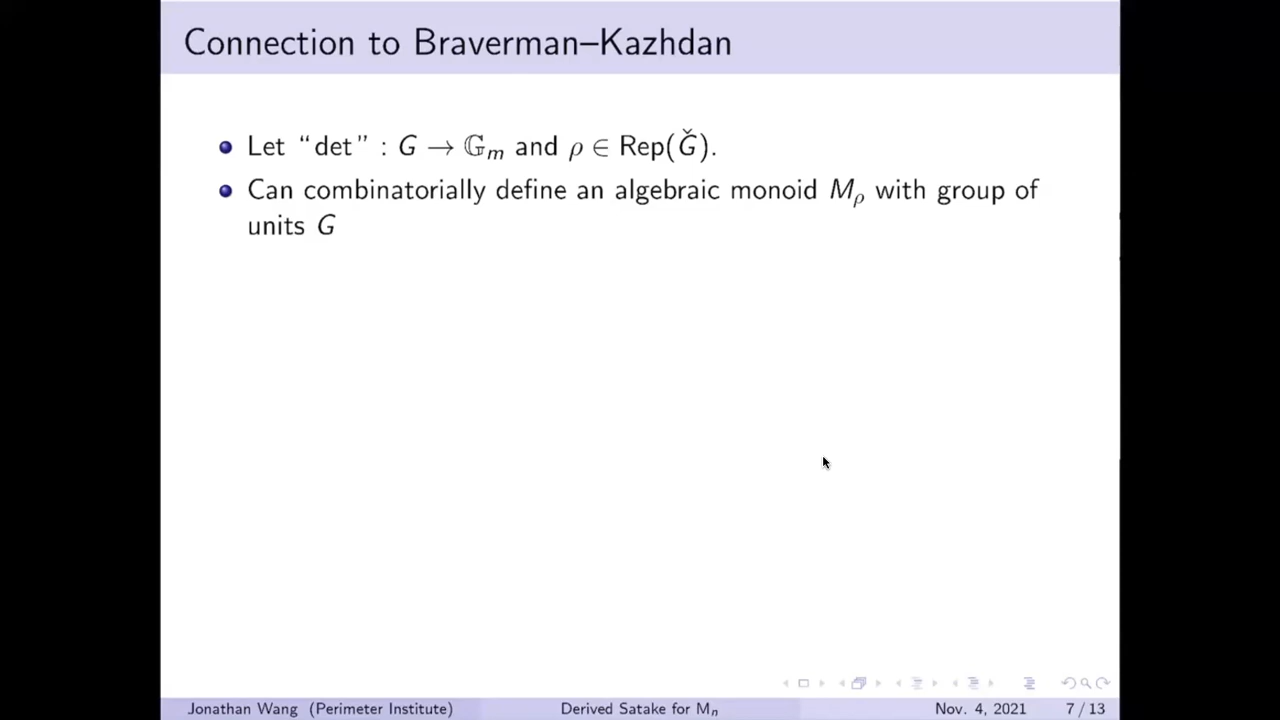 Connection to Braverman–Kazhdan
Let “det” : G → 𝔾ₘ and ρ ∈ Rep(Ǧ).
Can combinatorially define an algebraic monoid M_ρ with group of
units G
Jonathan Wang (Perimeter Institute) Derived Satake for Mₙ Nov. 4, 2021 7 / 13